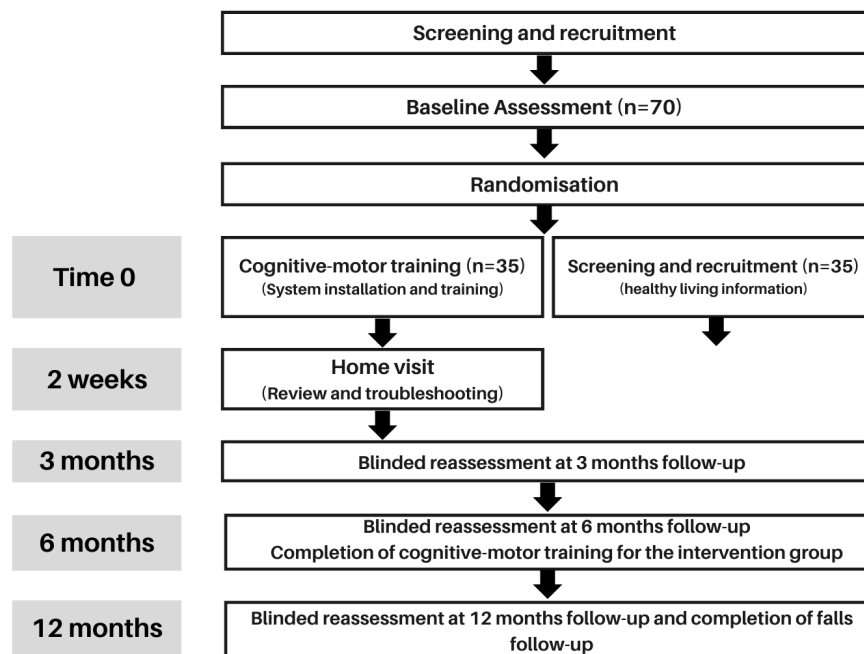 Screening and recruitment
Baseline Assessment (n=70)
Randomisation
Time 0
Cognitive-motor training (n=35)
(System installation and training)
Screening and recruitment (n=35)
(healthy living information)
2 weeks
Home visit
(Review and troubleshooting)
3 months
Blinded reassessment at 3 months follow-up
6 months
Blinded reassessment at 6 months follow-up
Completion of cognitive-motor training for the intervention group
12 months
Blinded reassessment at 12 months follow-up and completion of falls
follow-up